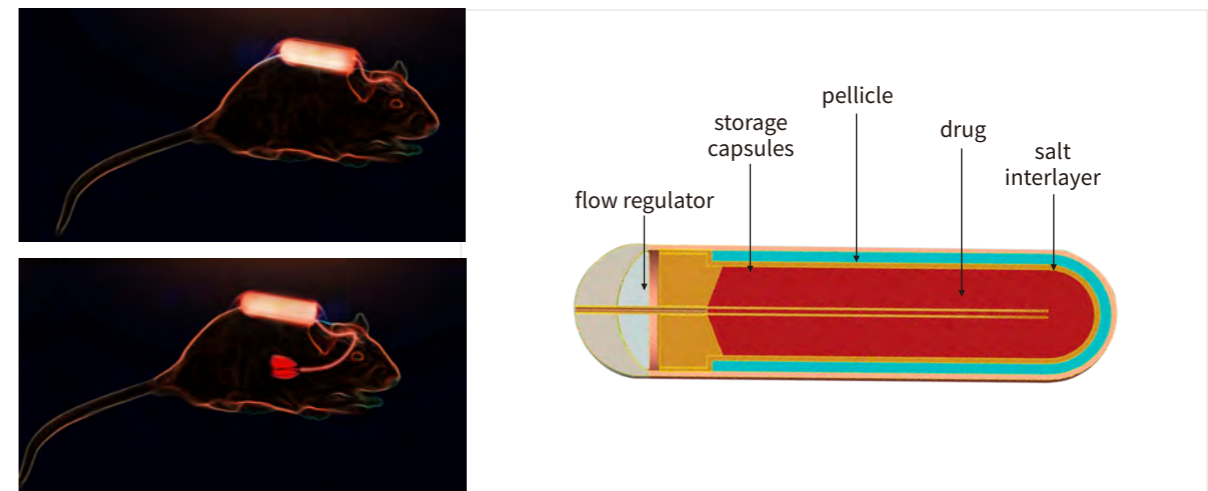 pellicle
storage
capsules
drug
salt
interlayer
flow regulator